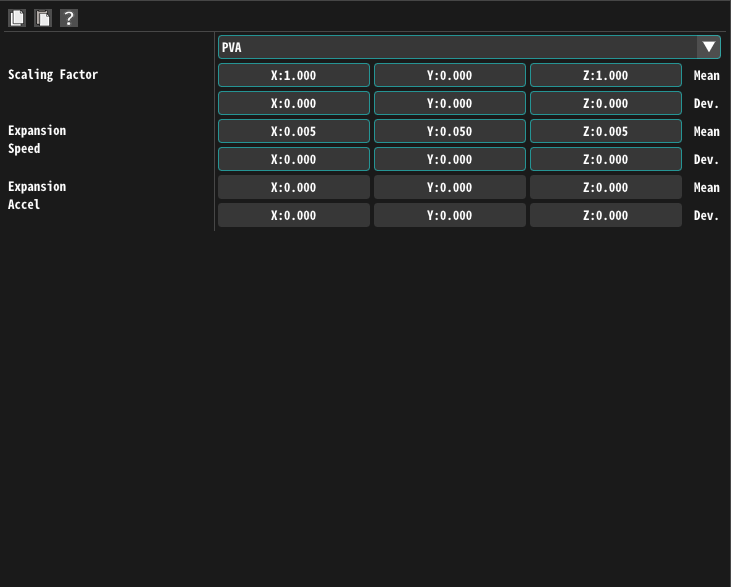 ?
PVA
Scaling Factor X:1.000 Y:0.000 Z:1.000 Mean
X:0.000 Y:0.000 Z:0.000 Dev.
Expansion Speed X:0.005 Y:0.050 Z:0.005 Mean
X:0.000 Y:0.000 Z:0.000 Dev.
Expansion Accel X:0.000 Y:0.000 Z:0.000 Mean
X:0.000 Y:0.000 Z:0.000 Dev.